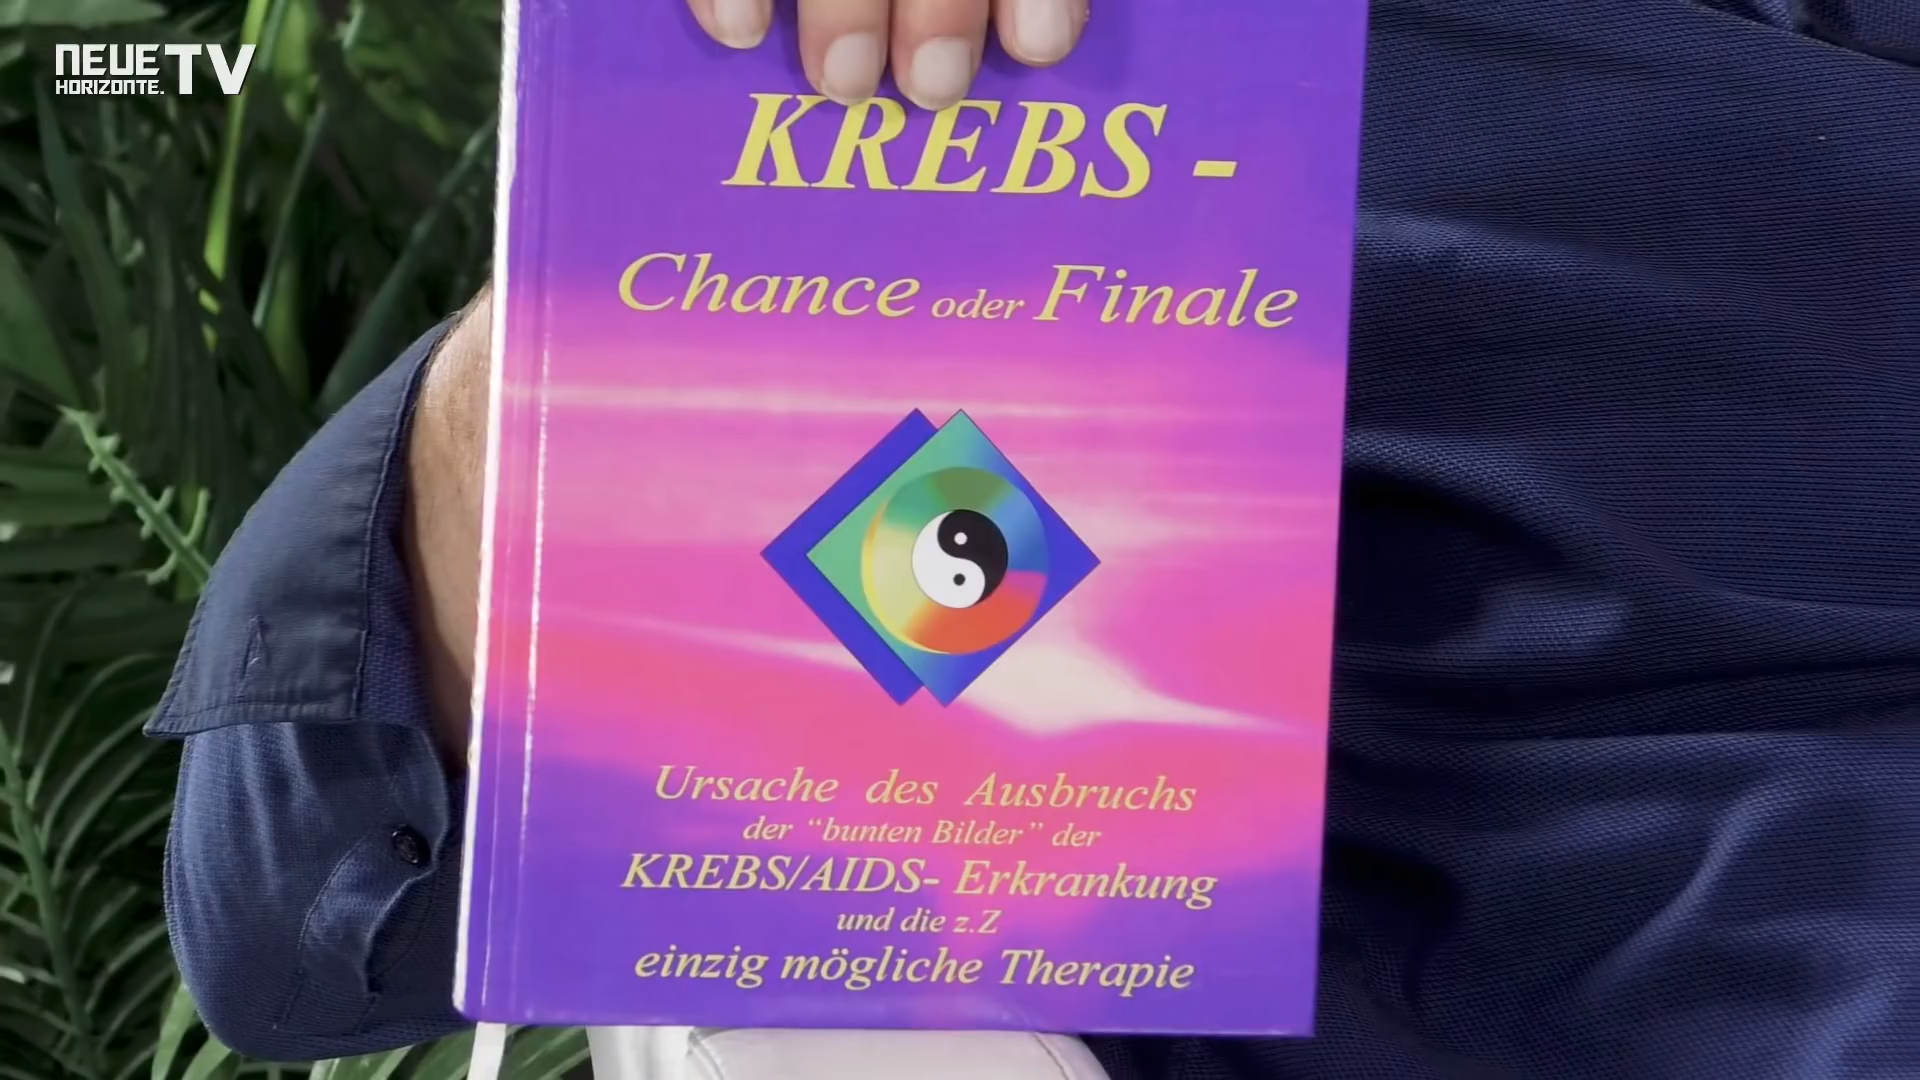 NEUE TV
HORIZONTE.
KREBS -
Chance oder Finale
Ursache des Ausbruchs
der "bunten Bilder" der
KREBS/AIDS- Erkrankung
und die z.Z
einzig mögliche Therapie